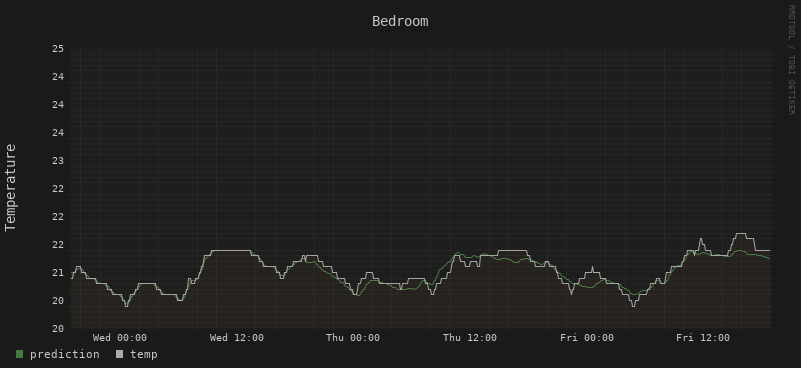 Bedroom
RRDTOOL / TOBI OETIKER
Temperature
25
24
24
24
23
22
22
22
21
20
20
Wed 00:00 Wed 12:00 Thu 00:00 Thu 12:00 Fri 00:00 Fri 12:00
prediction temp